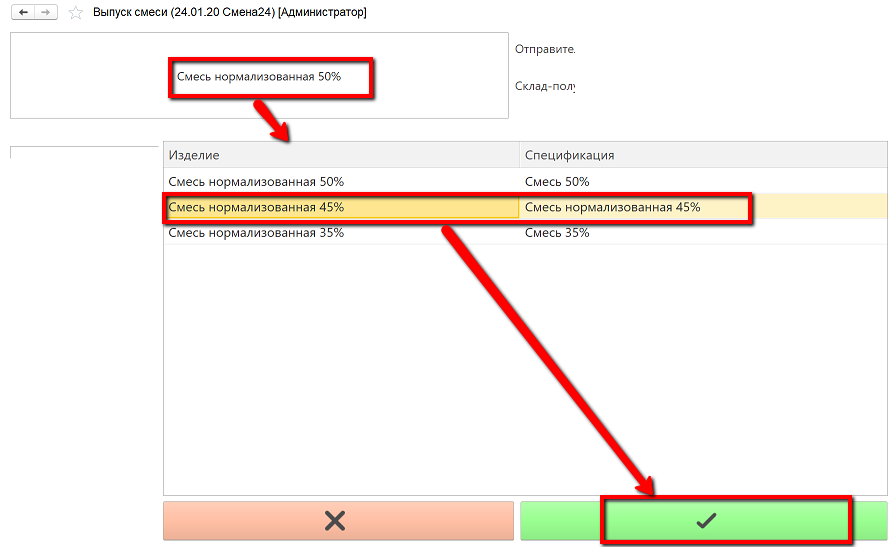 Выпуск смеси (24.01.20 Смена24) [Администратор]
Отправите
Смесь нормализованная 50%
Склад-полу
Изделие Спецификация
Смесь нормализованная 50% Смесь 50%
Смесь нормализованная 45% Смесь нормализованная 45%
Смесь нормализованная 35% Смесь 35%